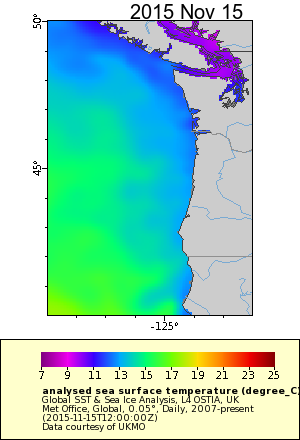 2015 Nov 15
50°
45°
-125°
7 9 11 13 15 17 19 21 23 25
analysed sea surface temperature (degree_C)
Global SST & Sea Ice Analysis, L4 OSTIA, UK
Met Office, Global, 0.05°, Daily, 2007-present
(2015-11-15T12:00:00Z)
Data courtesy of UKMO